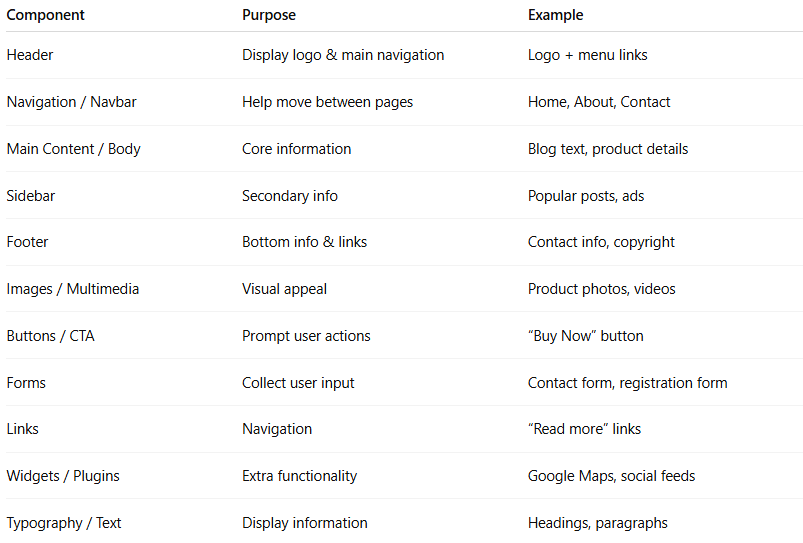 Component Purpose Example
Header Display logo & main navigation Logo + menu links
Navigation / Navbar Help move between pages Home, About, Contact
Main Content / Body Core information Blog text, product details
Sidebar Secondary info Popular posts, ads
Footer Bottom info & links Contact info, copyright
Images / Multimedia Visual appeal Product photos, videos
Buttons / CTA Prompt user actions “Buy Now” button
Forms Collect user input Contact form, registration form
Links Navigation “Read more” links
Widgets / Plugins Extra functionality Google Maps, social feeds
Typography / Text Display information Headings, paragraphs